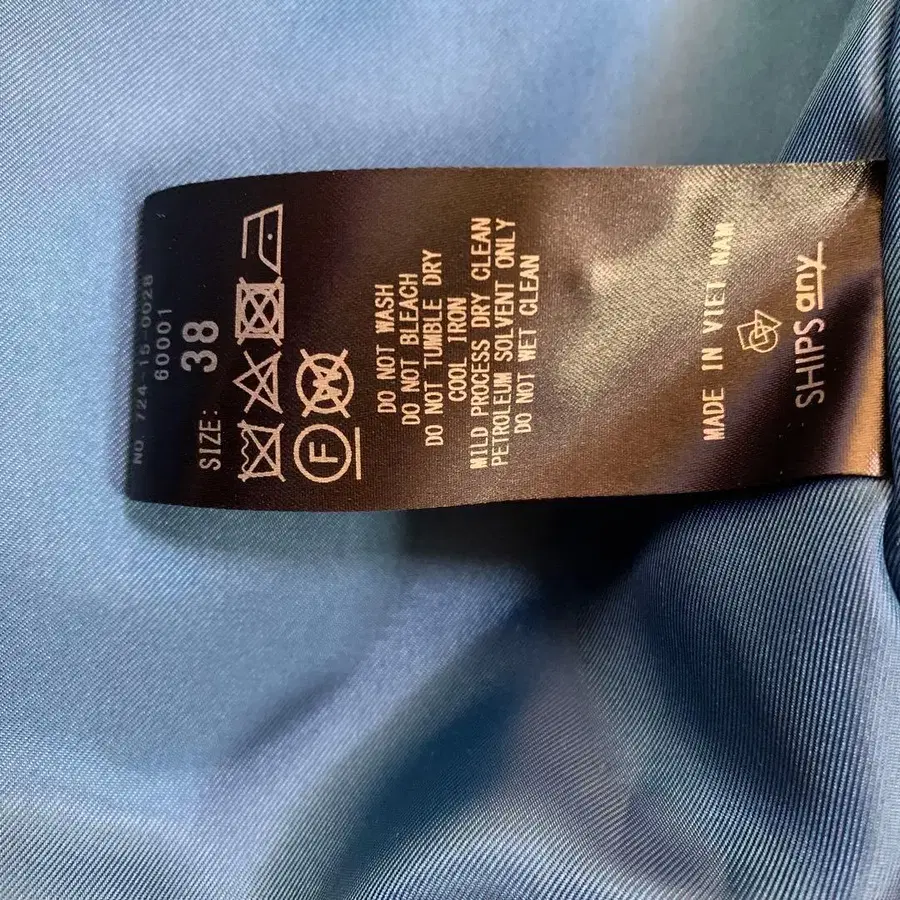 NO. 724-15-0028
60001
SIZE: 38
F W
DO NOT WASH
DO NOT BLEACH
DO NOT TUMBLE DRY
COOL IRON
MILD PROCESS DRY CLEAN
PETROLEUM SOLVENT ONLY
DO NOT WET CLEAN
MADE IN VIET NAM
SHIPS any